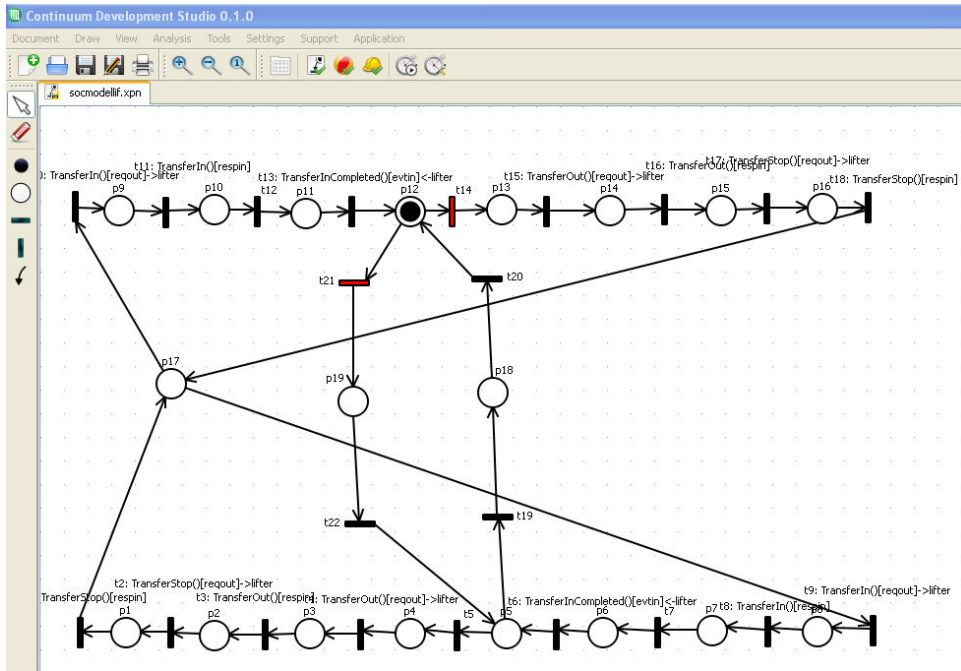 Continuum Development Studio 0.1.0
Document Draw View Analysis Tools Settings Support Application
socmodellif.xpn
t11: TransferIn()[respin]
t17: TransferStop()[reqout]->lifter
t16: TransferOut()[respin]
): TransferIn()[reqout]->lifter
t13: TransferInCompleted()[evtin]<-lifter
t15: TransferOut()[reqout]->lifter
t18: TransferStop()[respin]
p9 p10 t12 p11 p12 t14 p13 p14 p15 p16
t21 t20
p17
p19 p18
t22 t19
t2: TransferStop()[reqout]->lifter
t9: TransferIn()[reqout]->lifter
TransferStop()[respin]
t3: TransferOut()[respin]
TransferOut()[reqout]->lifter
t6: TransferInCompleted()[evtin]<-lifter
t8: TransferIn()[respin]
p1 p2 p3 p4 t5 p5 p6 t7 p7 p8